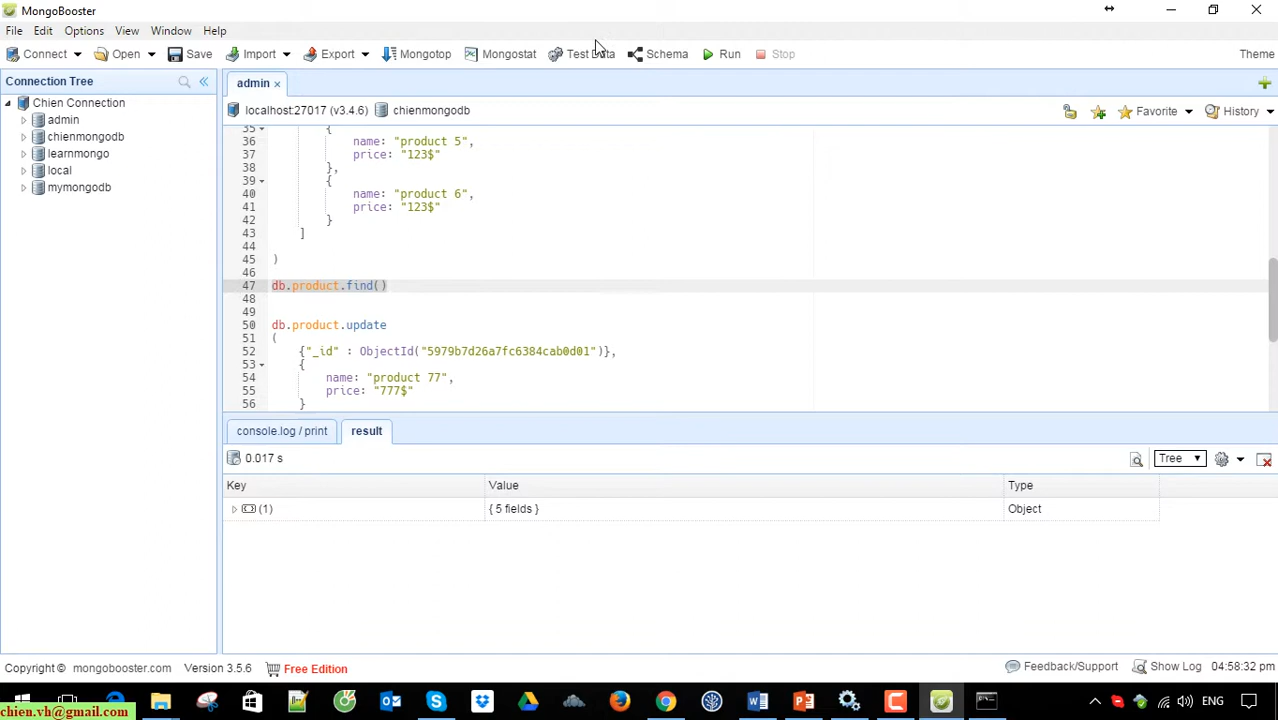 MongoBooster
File Edit Options View Window Help
Connect Open Save Import Export Mongotop Mongostat Test Data Schema Run Stop Theme
Connection Tree
Chien Connection
admin
chienmongodb
learnmongo
local
mymongodb
admin ×
localhost:27017 (v3.4.6) chienmongodb Favorite History
35 {
36 name: "product 5",
37 price: "123$"
38 },
39 {
40 name: "product 6",
41 price: "123$"
42 }
43 ]
44
45 )
46
47 db.product.find()
48
49
50 db.product.update
51 (
52 {"_id" : ObjectId("5979b7d26a7fc6384cab0d01")},
53 {
54 name: "product 77",
55 price: "777$"
56 }
console.log / print result
0.017 s Tree
Key Value Type
(1) { 5 fields } Object
Copyright © mongobooster.com Version 3.5.6 Free Edition Feedback/Support Show Log 04:58:32 pm
ENG
chien.vh@gmail.com